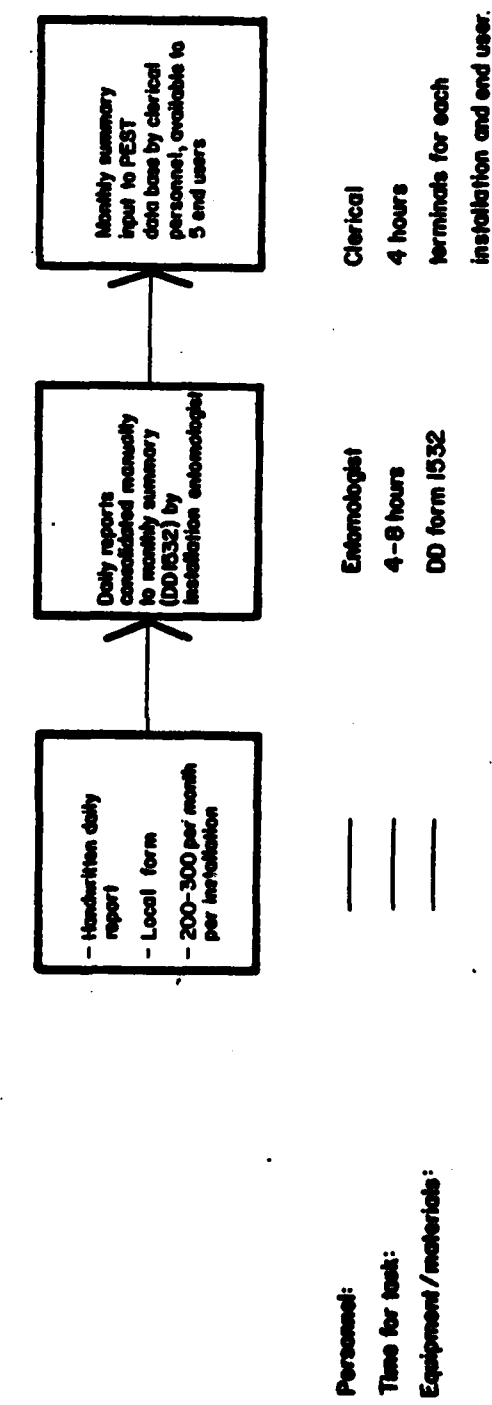 - Handwritten daily
report
- Local form
- 200-300 per month
per installation
Daily reports
consolidated manually
to monthly summary
(DD1532) by
installation entomologist
Monthly summary
input to PEST
data base by clerical
personnel, available to
5 end users
Personnel:
Entomologist
Clerical
Time for task:
4-8 hours
4 hours
Equipment/materials:
DD form 1532
terminals for each
installation and end user.